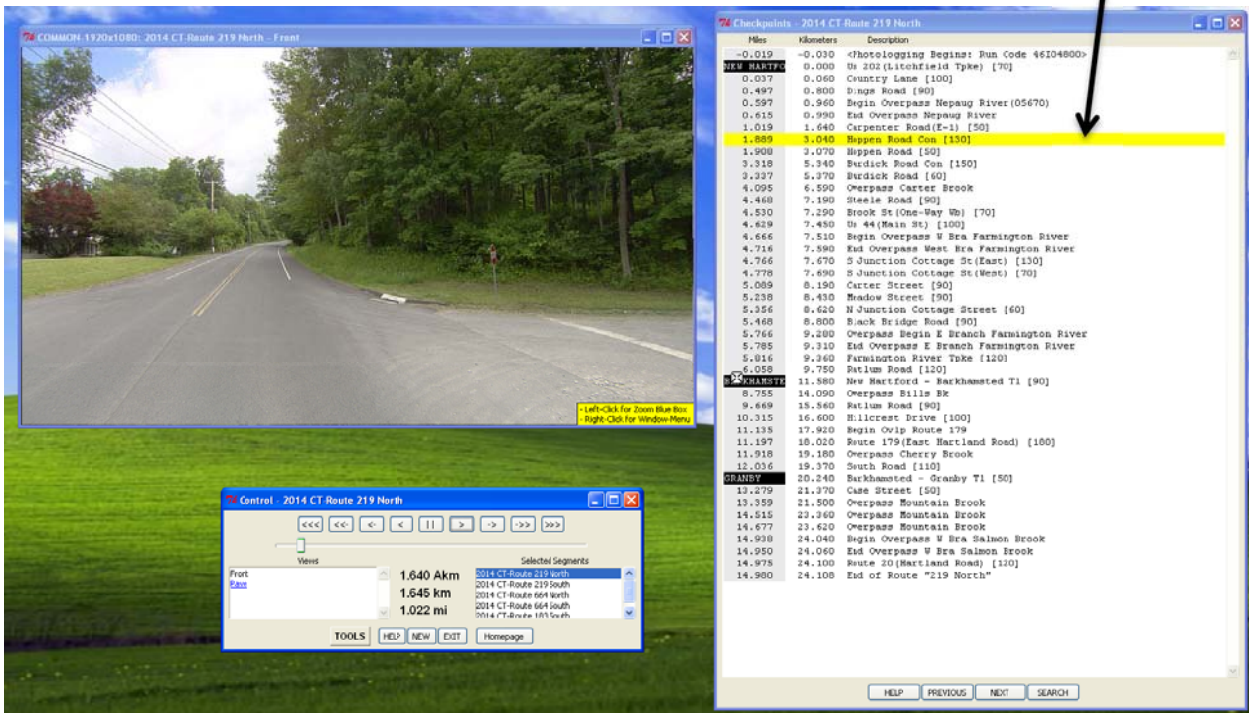 COMMON-1920x1080: 2014 CT-Route 219 North - Front
- Left-Click for Zoom Blue Box
- Right-Click for Window-Menu
Checkpoints - 2014 CT-Route 219 North
Miles Kilometers Description
-0.019 -0.030 <Photologging Begins: Run Code 46I04800>
NEW HARTFO 0.000 Us 202(Litchfield Tpke) [70]
0.037 0.060 Country Lane [100]
0.497 0.800 Dings Road [90]
0.597 0.960 Begin Overpass Nepaug River(05670)
0.615 0.990 End Overpass Nepaug River
1.019 1.640 Carpenter Road(E-1) [50]
1.889 3.040 Hoppen Road Con [130]
1.908 3.070 Hoppen Road [50]
3.318 5.340 Burdick Road Con [150]
3.337 5.370 Burdick Road [60]
4.095 6.590 Overpass Carter Brook
4.468 7.190 Steele Road [90]
4.530 7.290 Brook St(One-Way Wb) [70]
4.629 7.450 Us 44(Main St) [100]
4.666 7.510 Begin Overpass W Bra Farmington River
4.716 7.590 End Overpass West Bra Farmington River
4.766 7.670 S Junction Cottage St(East) [130]
4.778 7.690 S Junction Cottage St(West) [70]
5.089 8.190 Carter Street [90]
5.238 8.430 Meadow Street [90]
5.356 8.620 N Junction Cottage Street [60]
5.468 8.800 Black Bridge Road [90]
5.766 9.280 Overpass Begin E Branch Farmington River
5.785 9.310 End Overpass E Branch Farmington River
5.816 9.360 Farmington River Tpke [120]
6.058 9.750 Ratlum Road [120]
KHAMSTE 11.580 New Hartford - Barkhamsted Tl [90]
8.755 14.090 Overpass Bills Bk
9.669 15.560 Ratlum Road [90]
10.315 16.600 Hillcrest Drive [100]
11.135 17.920 Begin Ovlp Route 179
11.197 18.020 Route 179(East Hartland Road) [180]
11.918 19.180 Overpass Cherry Brook
12.036 19.370 South Road [110]
GRANBY 20.240 Barkhamsted - Granby Tl [50]
13.279 21.370 Case Street [50]
13.359 21.500 Overpass Mountain Brook
14.515 23.360 Overpass Mountain Brook
14.677 23.620 Overpass Mountain Brook
14.938 24.040 Begin Overpass W Bra Salmon Brook
14.950 24.060 End Overpass W Bra Salmon Brook
14.975 24.100 Route 20(Hartland Road) [120]
14.980 24.108 End of Route "219 North"
HELP PREVIOUS NEXT SEARCH
Control - 2014 CT-Route 219 North
<<< <<- <- < || > -> ->> >>>
Views Selected Segments
Front
1.640 Akm
1.645 km
1.022 mi
2014 CT-Route 219 North
2014 CT-Route 219 South
2014 CT-Route 664 North
2014 CT-Route 664 South
2014 CT-Route 183 South
TOOLS HELP NEW EXIT Homepage